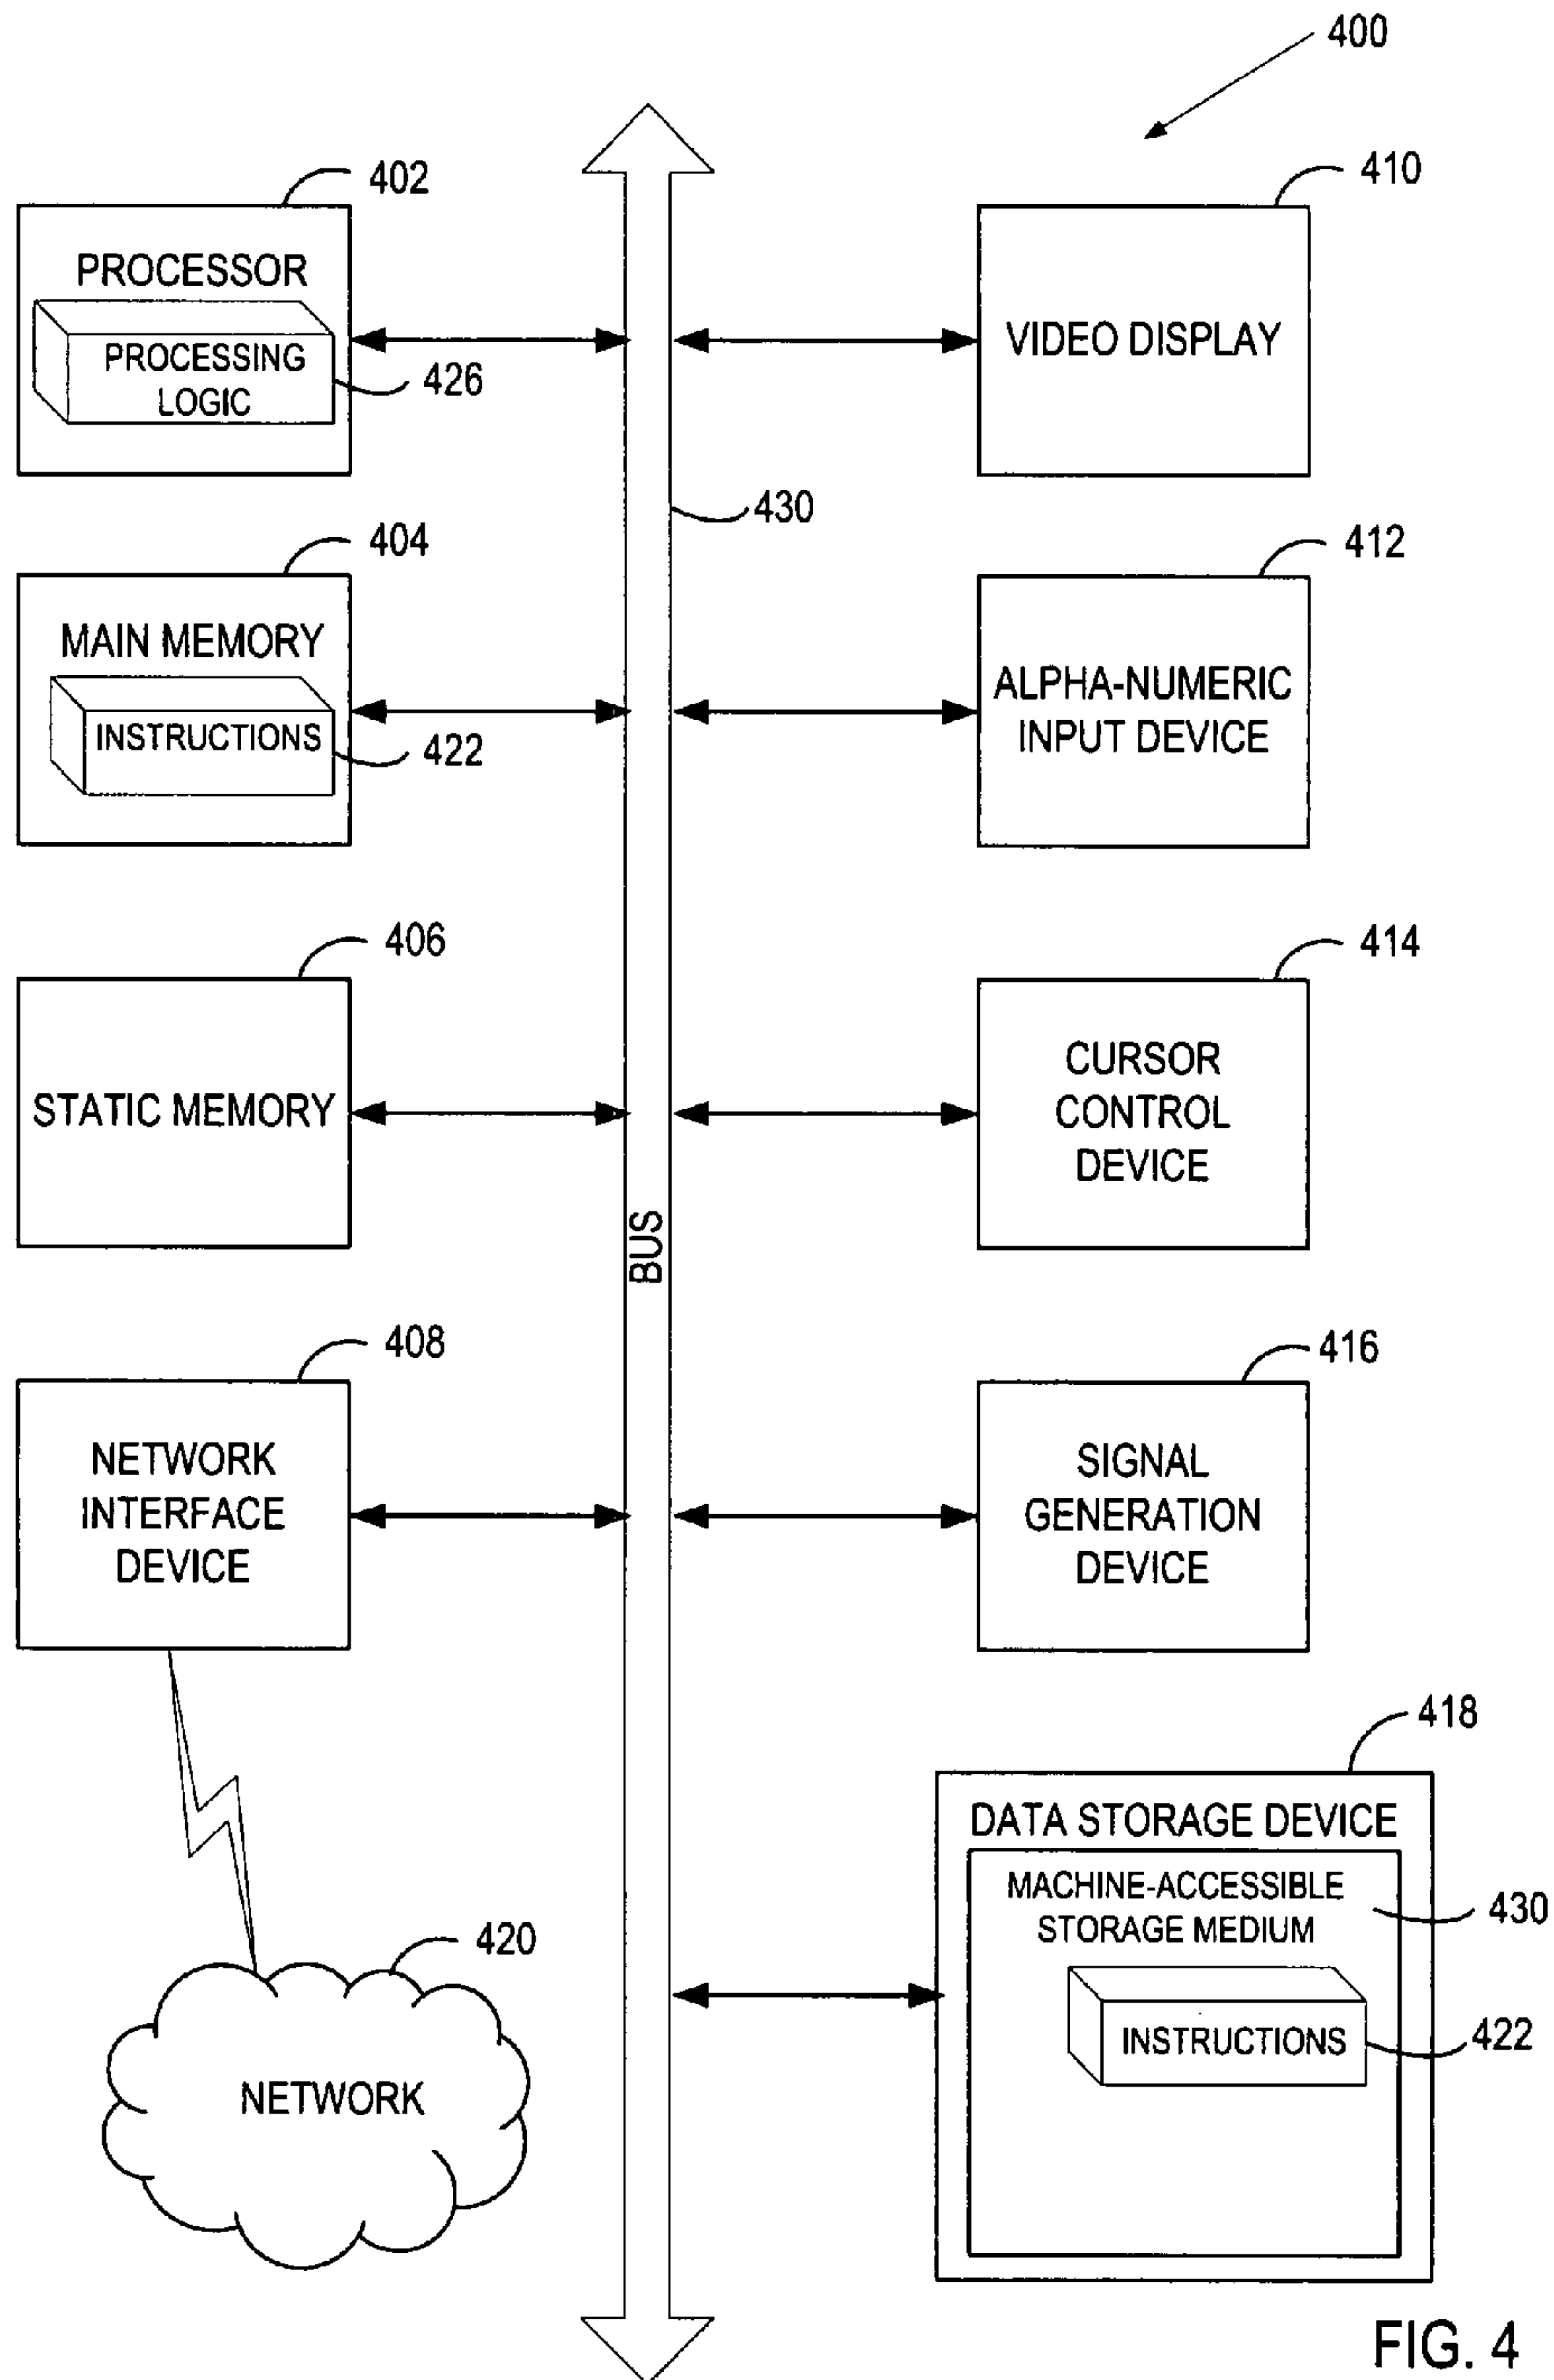 400
402
PROCESSOR
PROCESSING
LOGIC
426
410
VIDEO DISPLAY
430
404
MAIN MEMORY
INSTRUCTIONS
422
412
ALPHA-NUMERIC
INPUT DEVICE
406
STATIC MEMORY
414
CURSOR
CONTROL
DEVICE
BUS
408
NETWORK
INTERFACE
DEVICE
416
SIGNAL
GENERATION
DEVICE
418
DATA STORAGE DEVICE
MACHINE-ACCESSIBLE
STORAGE MEDIUM
430
INSTRUCTIONS
422
420
NETWORK
FIG. 4